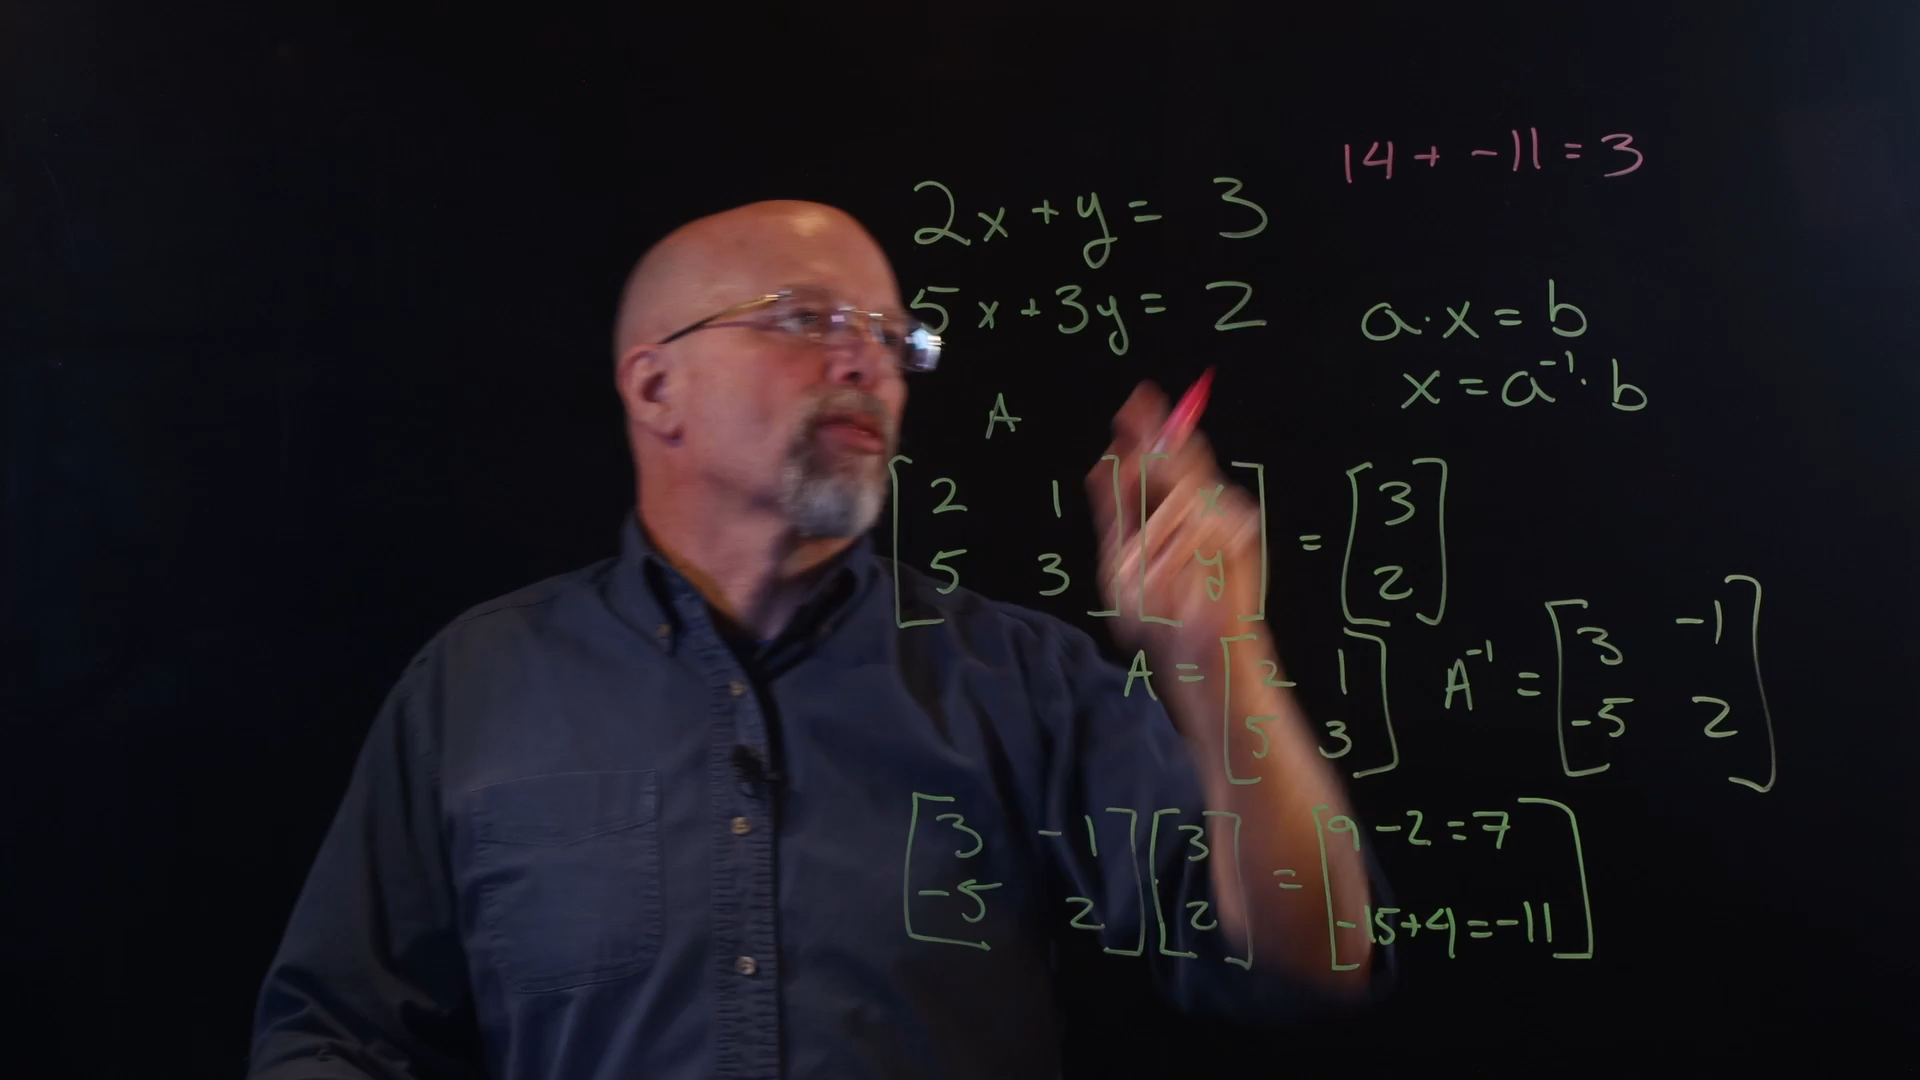 14 + -11 = 3
2x + y = 3
5x + 3y = 2
a·x = b
x = a⁻¹· b
A
[2 1] [x] = [3]
[5 3] [y] [2]
A = [2 1] A⁻¹ = [3 -1]
[5 3] [-5 2]
[3 -1] [3] = [9 - 2 = 7]
[-5 2] [2] [-15 + 4 = -11]